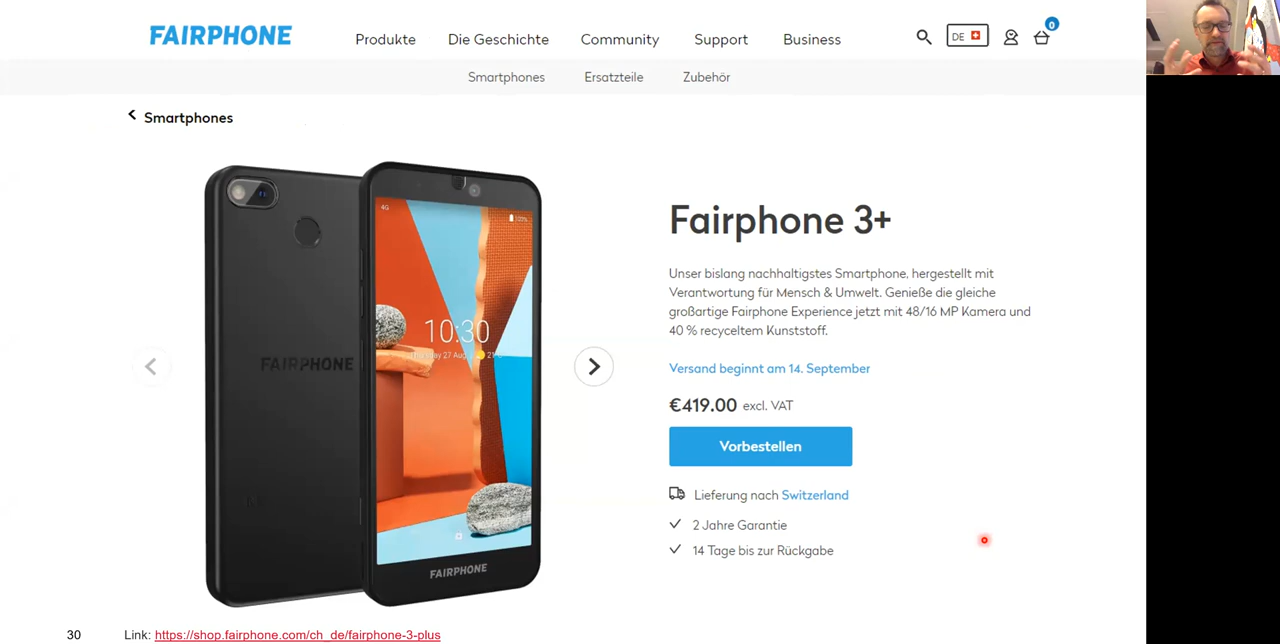 FAIRPHONE
Produkte Die Geschichte Community Support Business
DE
0
Smartphones Ersatzteile Zubehör
Smartphones
4G
10:30
FAIRPHONE
FAIRPHONE
Fairphone 3+
Unser bislang nachhaltigstes Smartphone, hergestellt mit
Verantwortung für Mensch & Umwelt. Genieße die gleiche
großartige Fairphone Experience jetzt mit 48/16 MP Kamera und
40 % recyceltem Kunststoff.
Versand beginnt am 14. September
€419.00 excl. VAT
Vorbestellen
Lieferung nach Switzerland
2 Jahre Garantie
14 Tage bis zur Rückgabe
30 Link: https://shop.fairphone.com/ch_de/fairphone-3-plus